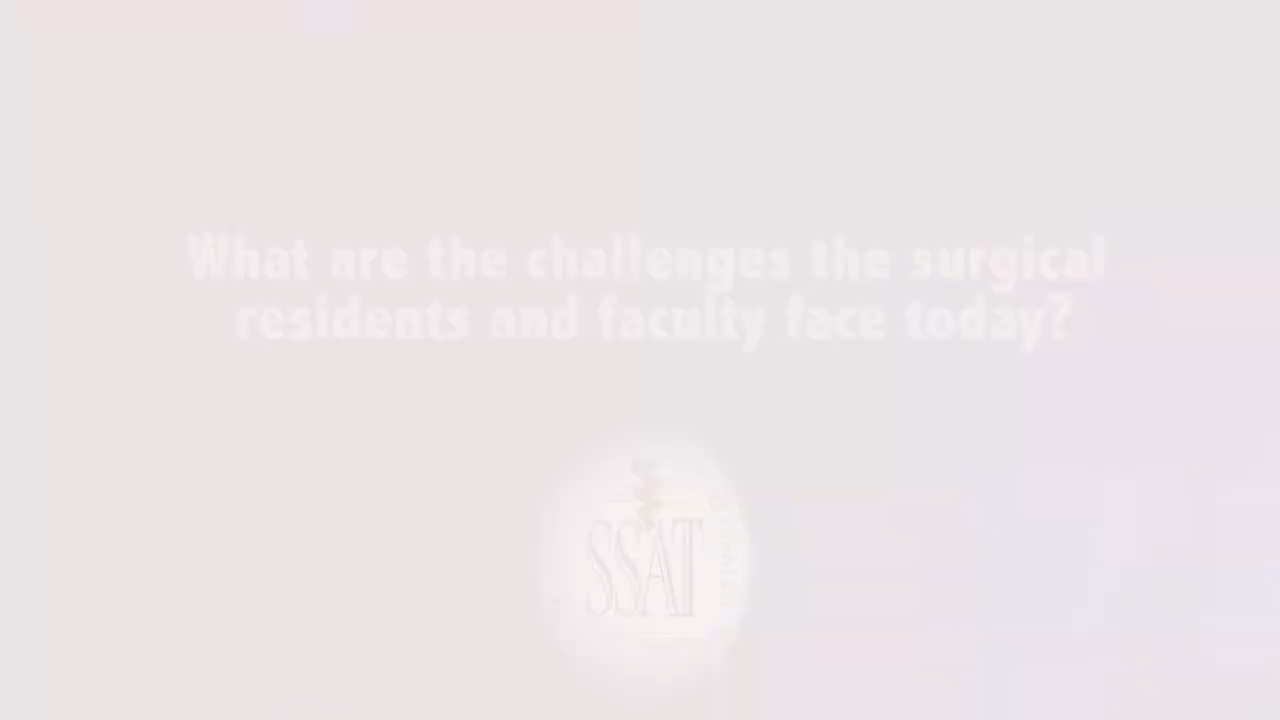 What are the challenges the surgical
residents and faculty face today?
SSAT